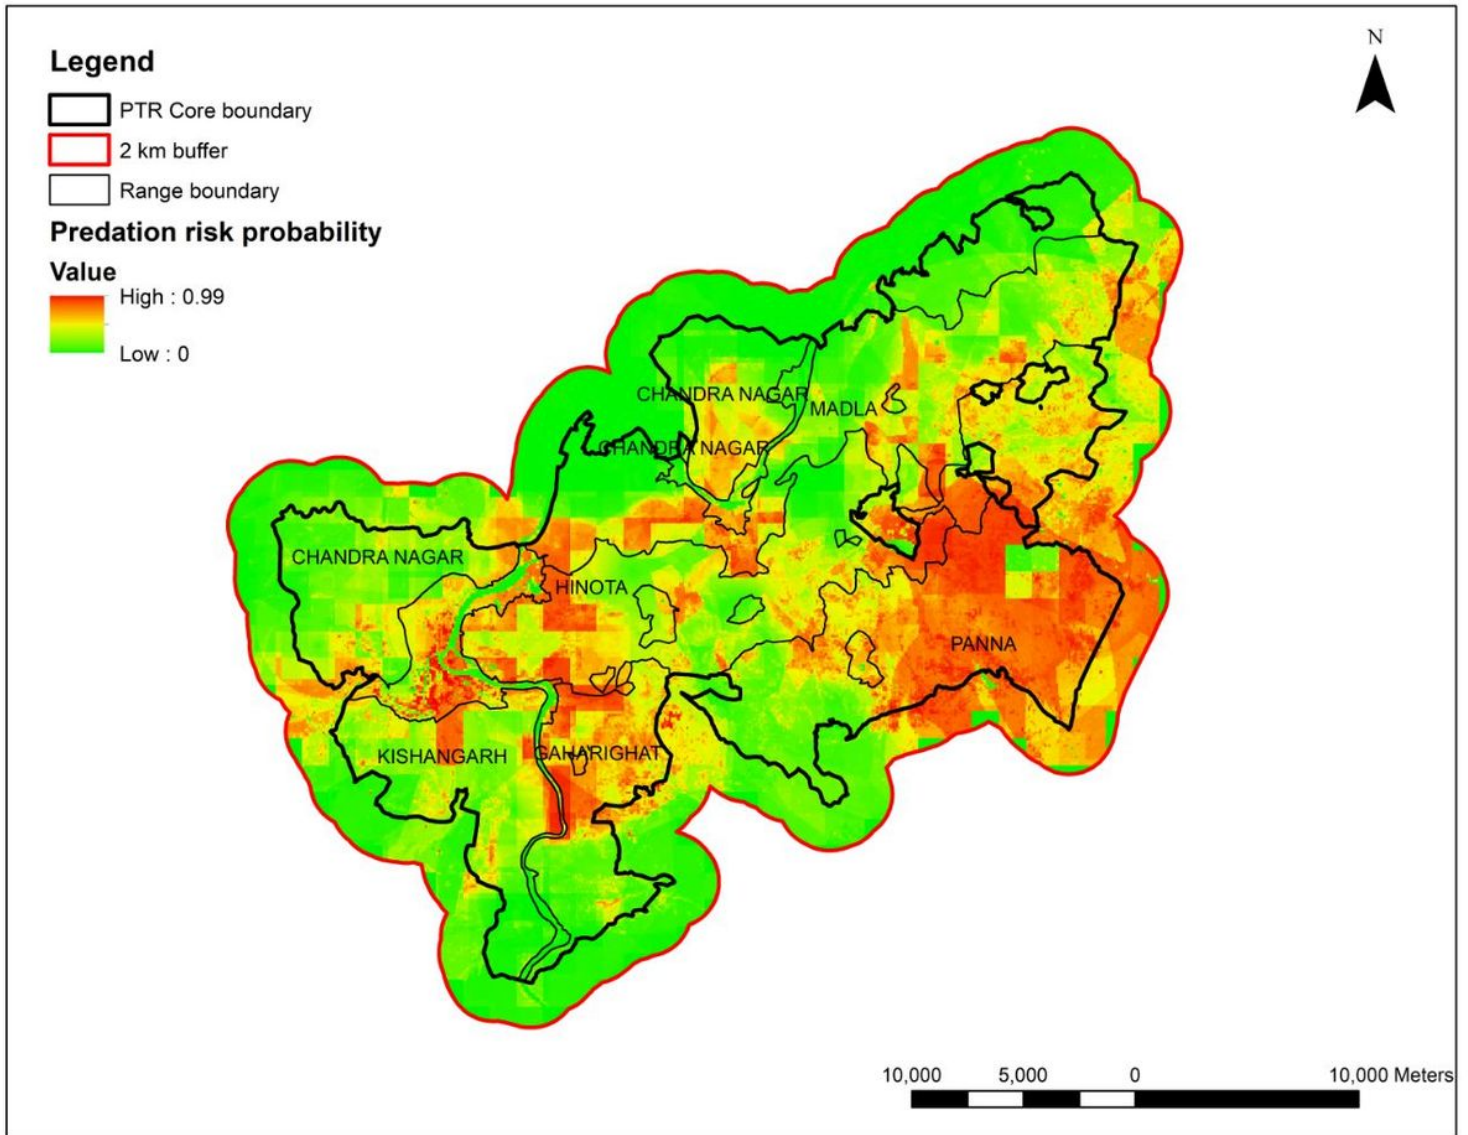 N
Legend
PTR Core boundary
2 km buffer
Range boundary
Predation risk probability
Value
High : 0.99
Low : 0
CHANDRA NAGAR
MADLA
CHANDRA NAGAR
CHANDRA NAGAR
HINOTA
PANNA
KISHANGARH
GAHARIGHAT
10,000 5,000 0 10,000 Meters